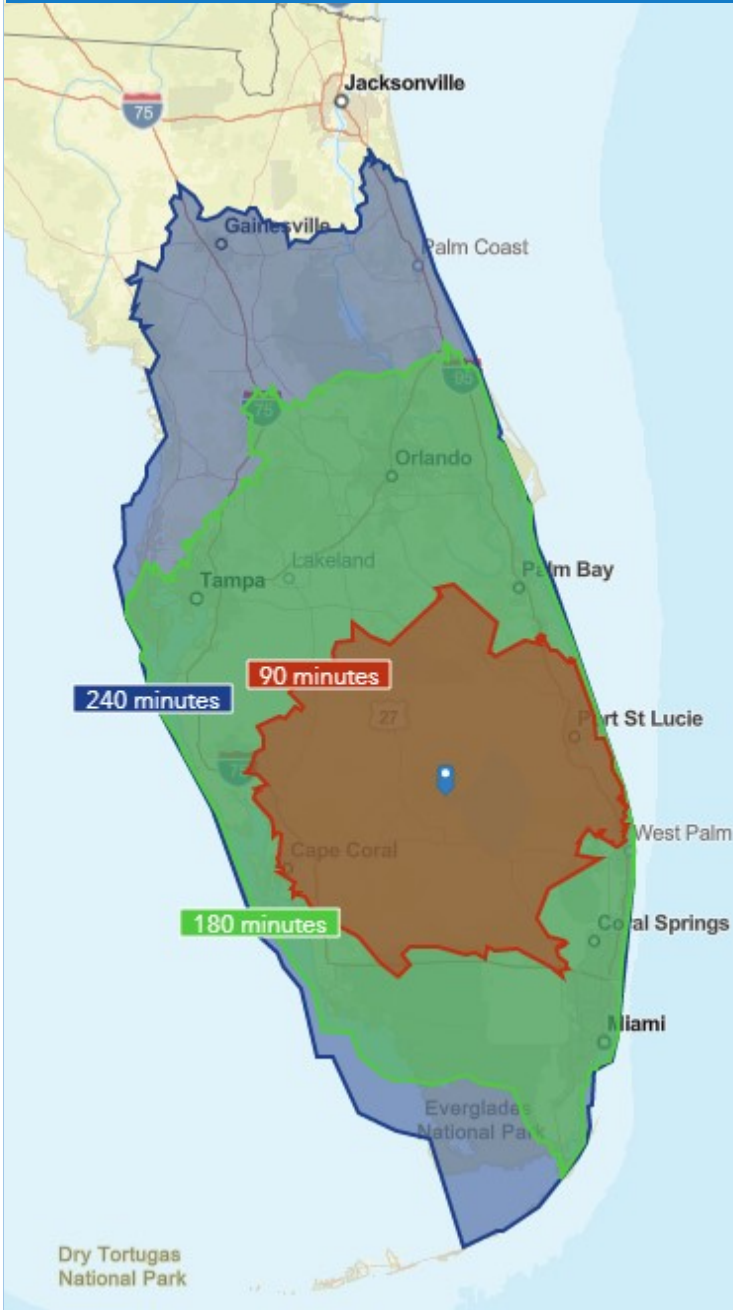 Jacksonville
75
Gainesville
Palm Coast
95
75
Orlando
Lakeland
Palm Bay
Tampa
90 minutes
240 minutes
27
Port St Lucie
West Palm
Cape Coral
180 minutes
Coral Springs
Miami
Everglades
National Park
Dry Tortugas
National Park